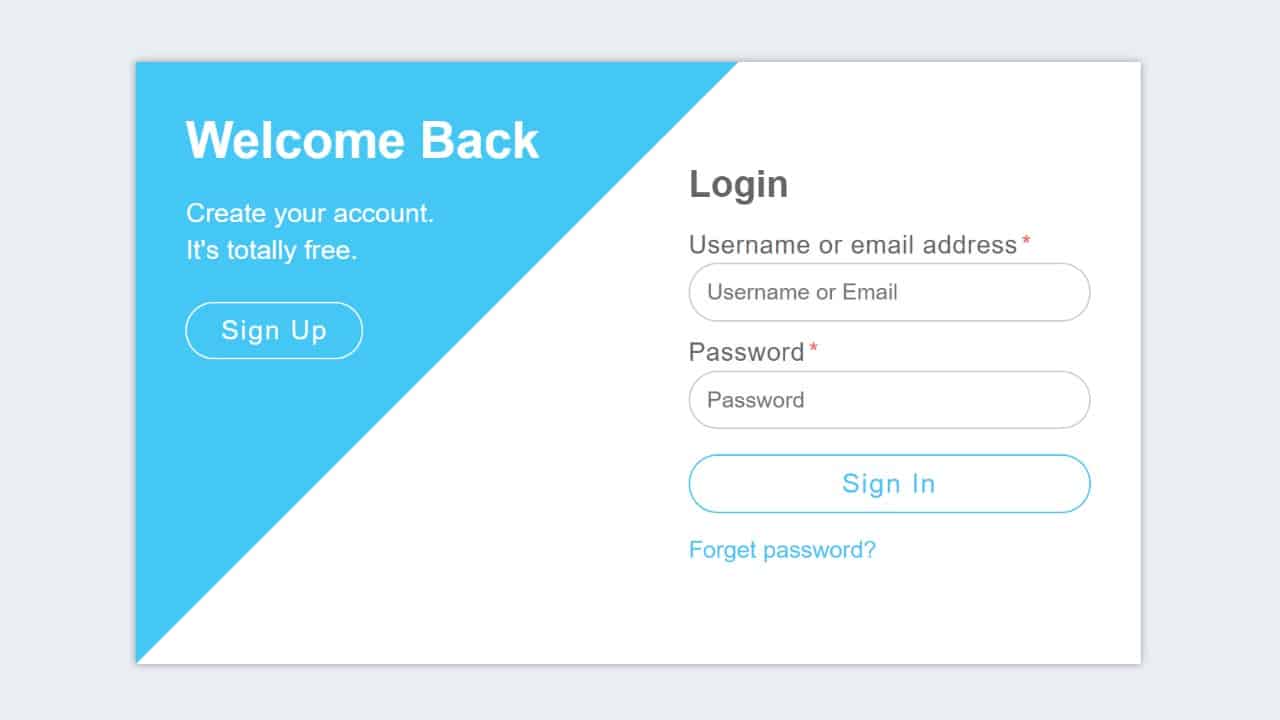 Welcome Back
Create your account.
It's totally free.
Sign Up
Login
Username or email address *
Username or Email
Password *
Password
Sign In
Forget password?